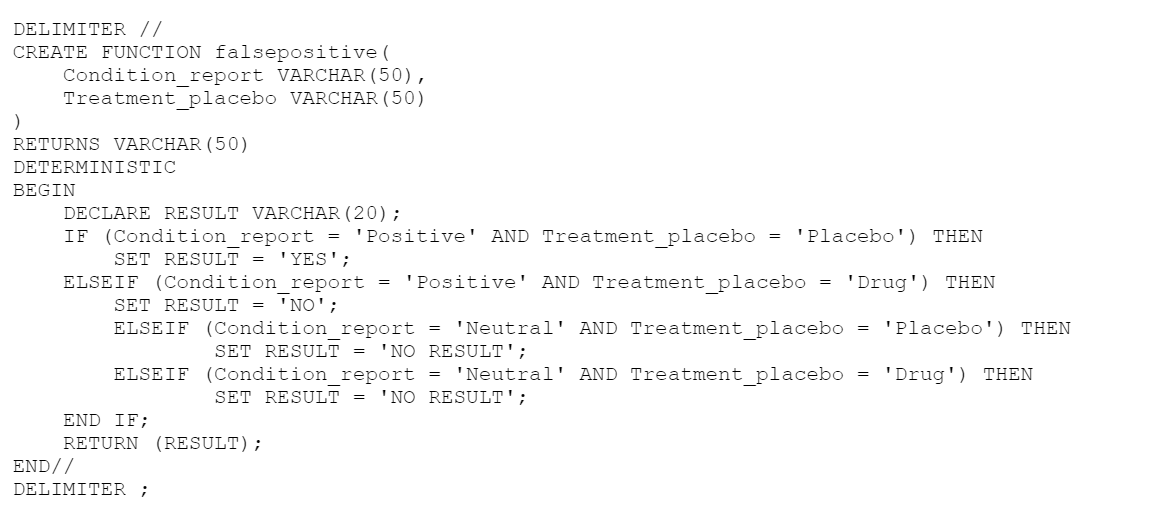 DELIMITER //
CREATE FUNCTION falsepositive(
    Condition_report VARCHAR(50),
    Treatment_placebo VARCHAR(50)
)
RETURNS VARCHAR(50)
DETERMINISTIC
BEGIN
    DECLARE RESULT VARCHAR(20);
    IF (Condition_report = 'Positive' AND Treatment_placebo = 'Placebo') THEN
        SET RESULT = 'YES';
    ELSEIF (Condition_report = 'Positive' AND Treatment_placebo = 'Drug') THEN
        SET RESULT = 'NO';
        ELSEIF (Condition_report = 'Neutral' AND Treatment_placebo = 'Placebo') THEN
                SET RESULT = 'NO RESULT';
        ELSEIF (Condition_report = 'Neutral' AND Treatment_placebo = 'Drug') THEN
                SET RESULT = 'NO RESULT';
    END IF;
    RETURN (RESULT);
END//
DELIMITER ;